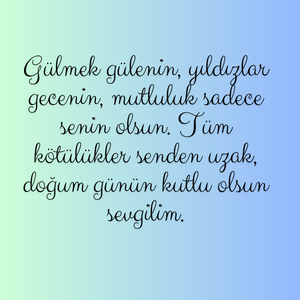 Gülmek gülenin, yıldızlar
gecenin, mutluluk sadece
senin olsun. Tüm
kötülükler senden uzak,
doğum günün kutlu olsun
sevgilim.